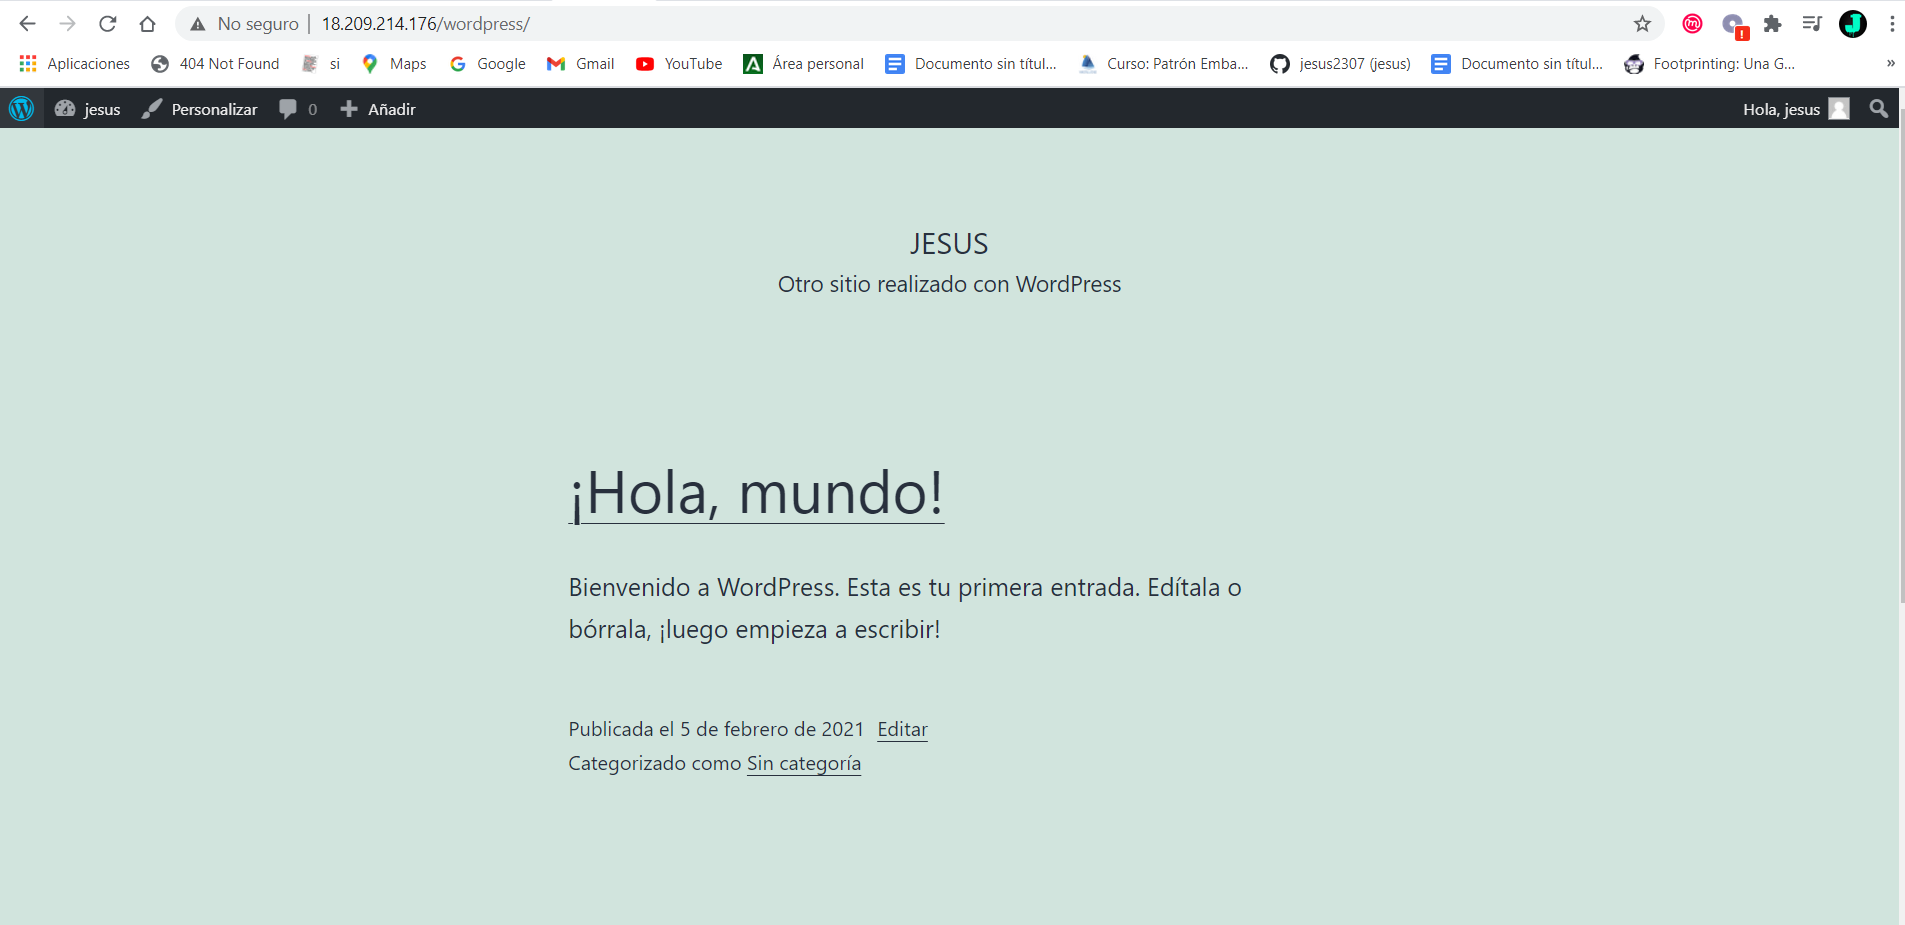 No seguro | 18.209.214.176/wordpress/
Aplicaciones 404 Not Found si Maps Google Gmail YouTube Área personal Documento sin títul... Curso: Patrón Emba... jesus2307 (jesus) Documento sin títul... Footprinting: Una G... »
jesus Personalizar 0 Añadir Hola, jesus
JESUS
Otro sitio realizado con WordPress
¡Hola, mundo!
Bienvenido a WordPress. Esta es tu primera entrada. Edítala o
bórrala, ¡luego empieza a escribir!
Publicada el 5 de febrero de 2021 Editar
Categorizado como Sin categoría